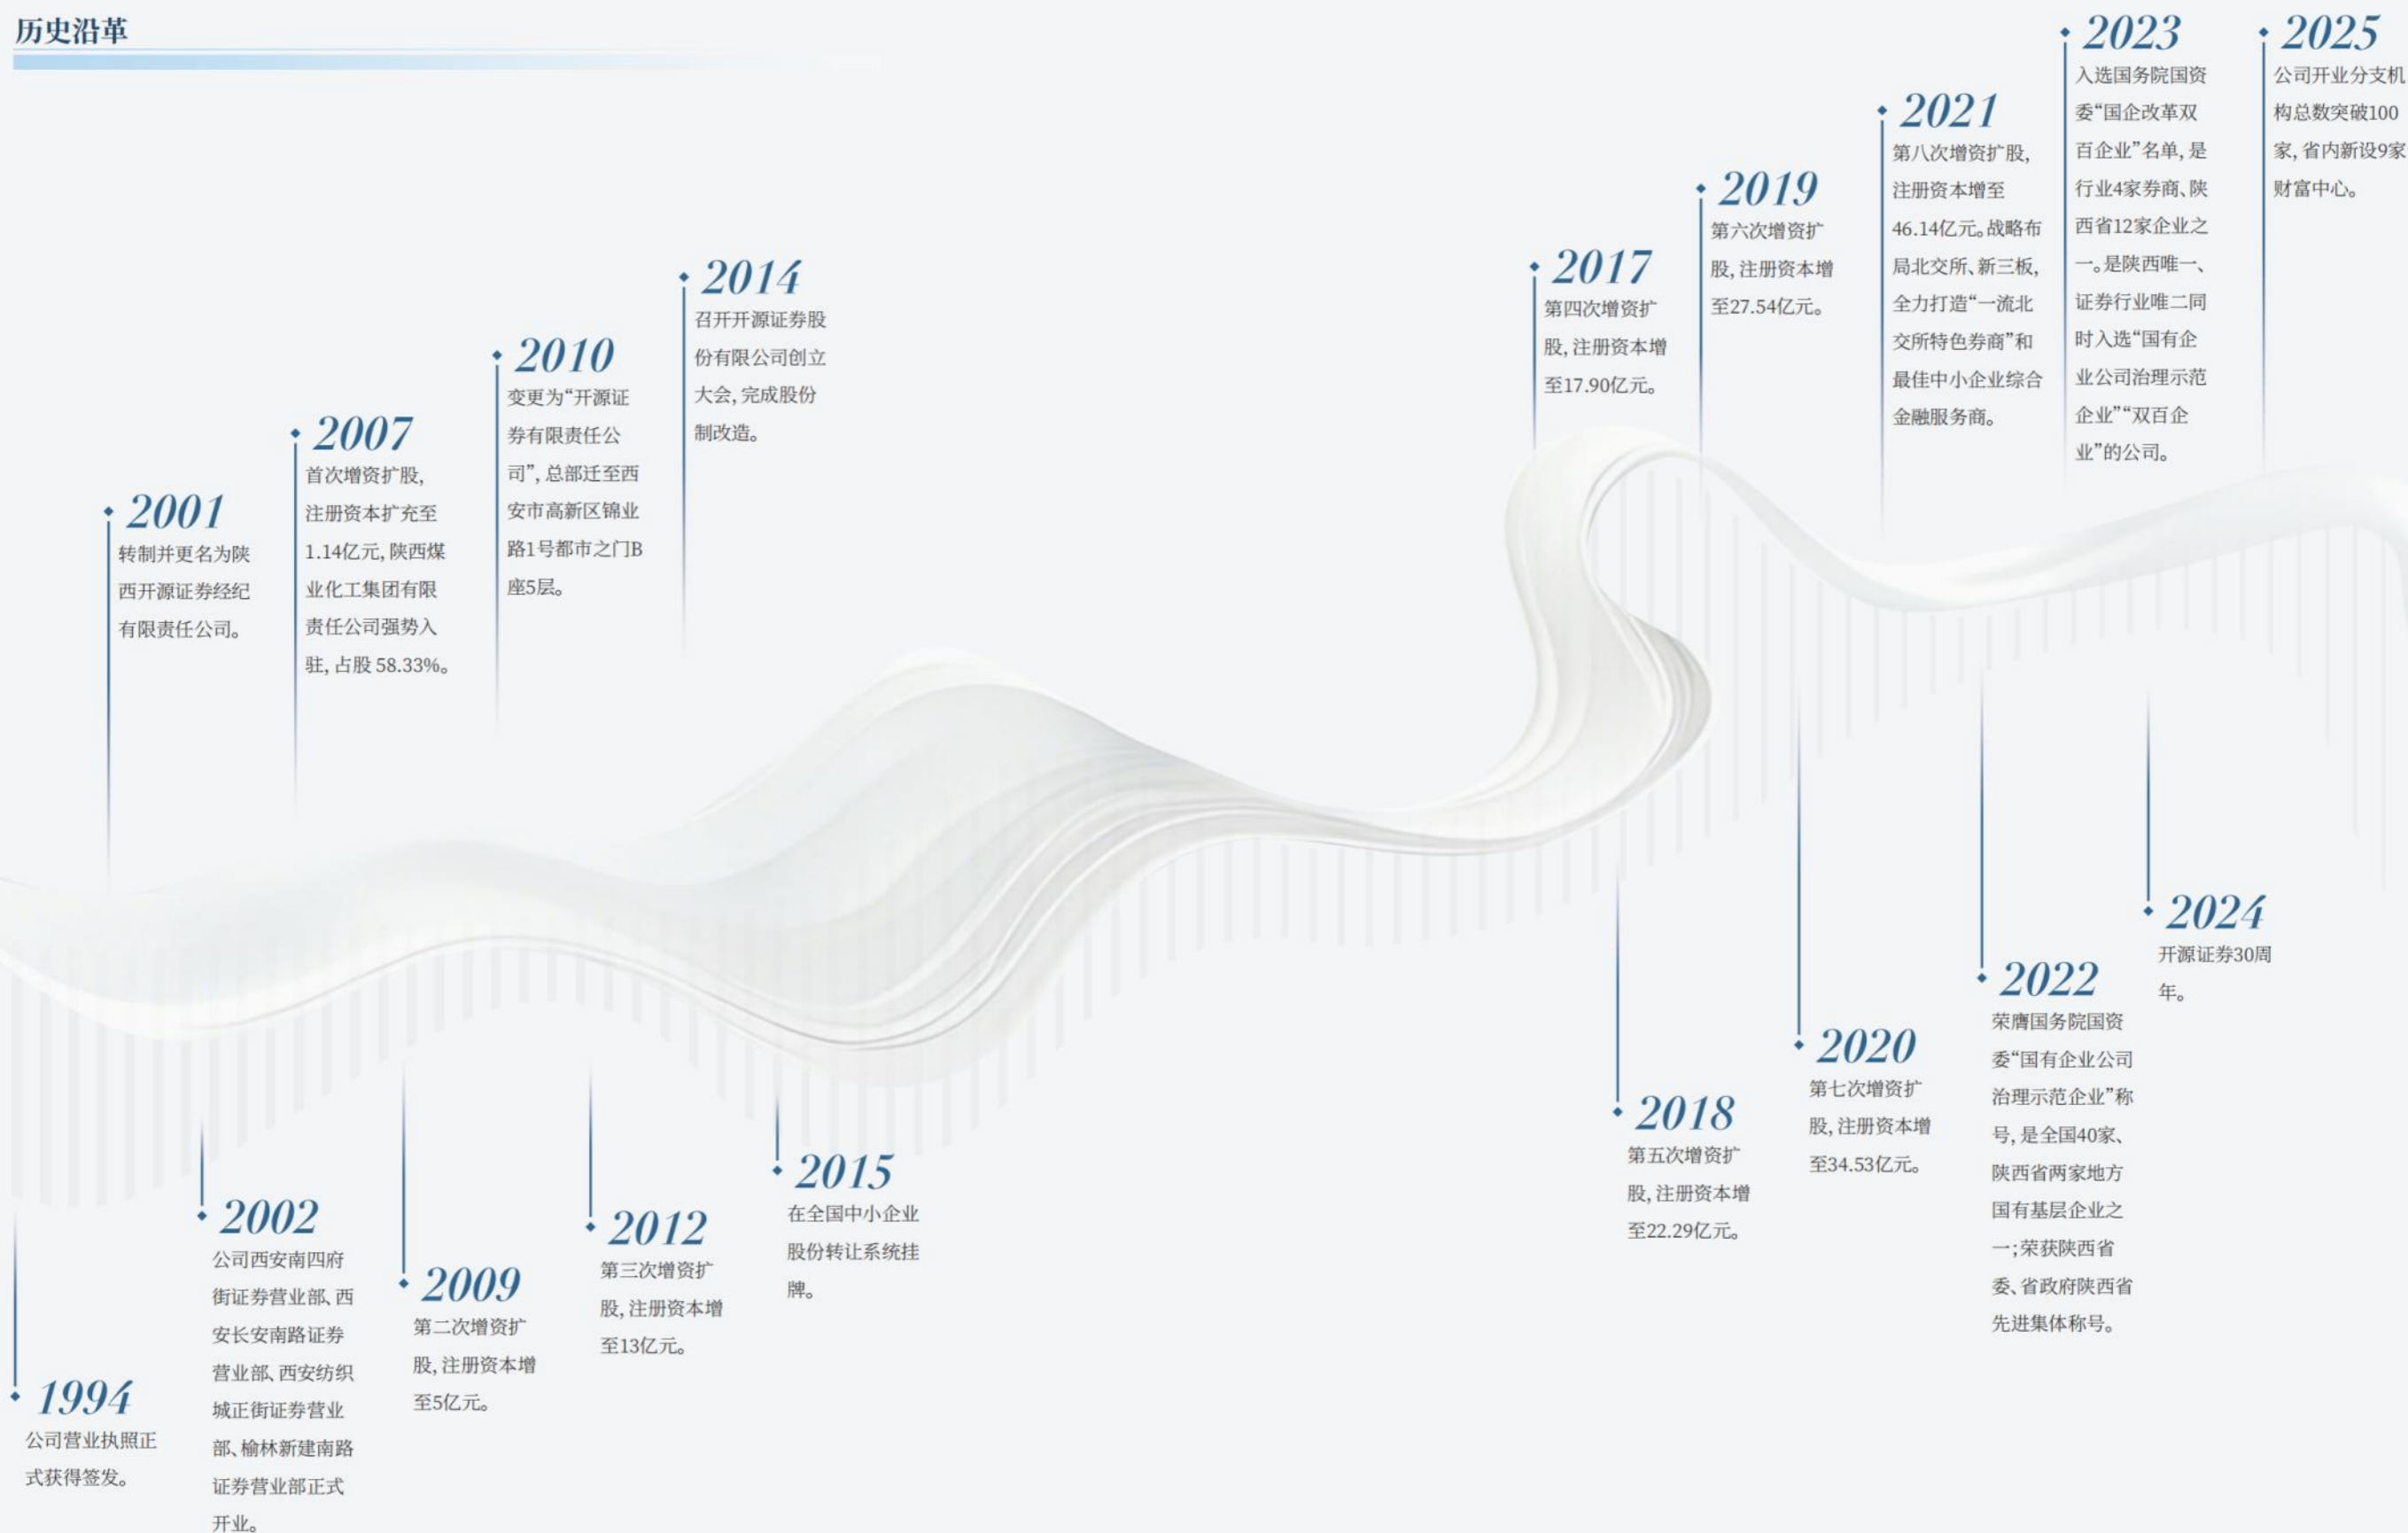 历史沿革
1994
公司营业执照正
式获得签发。
2001
转制并更名为陕
西开源证券经纪
有限责任公司。
2002
公司西安南四府
街证券营业部、西
安长安南路证券
营业部、西安纺织
城正街证券营业
部、榆林新建南路
证券营业部正式
开业。
2007
首次增资扩股,
注册资本扩充至
1.14亿元, 陕西煤
业化工集团有限
责任公司强势入
驻, 占股 58.33%。
2009
第二次增资扩
股, 注册资本增
至5亿元。
2010
变更为“开源证
券有限责任公
司”, 总部迁至西
安市高新区锦业
路1号都市之门B
座5层。
2012
第三次增资扩
股, 注册资本增
至13亿元。
2014
召开开源证券股
份有限公司创立
大会, 完成股份
制改造。
2015
在全国中小企业
股份转让系统挂
牌。
2017
第四次增资扩
股, 注册资本增
至17.90亿元。
2018
第五次增资扩
股, 注册资本增
至22.29亿元。
2019
第六次增资扩
股, 注册资本增
至27.54亿元。
2020
第七次增资扩
股, 注册资本增
至34.53亿元。
2021
第八次增资扩股,
注册资本增至
46.14亿元。战略布
局北交所、新三板,
全力打造“一流北
交所特色券商”和
最佳中小企业综合
金融服务商。
2022
荣膺国务院国资
委“国有企业公司
治理示范企业”称
号, 是全国40家、
陕西省两家地方
国有基层企业之
一; 荣获陕西省
委、省政府陕西省
先进集体称号。
2023
入选国务院国资
委“国企改革双
百企业”名单, 是
行业4家券商、陕
西省12家企业之
一。是陕西唯一、
证券行业唯二同
时入选“国有企
业公司治理示范
企业”“双百企
业”的公司。
2024
开源证券30周
年。
2025
公司开业分支机
构总数突破100
家, 省内新设9家
财富中心。